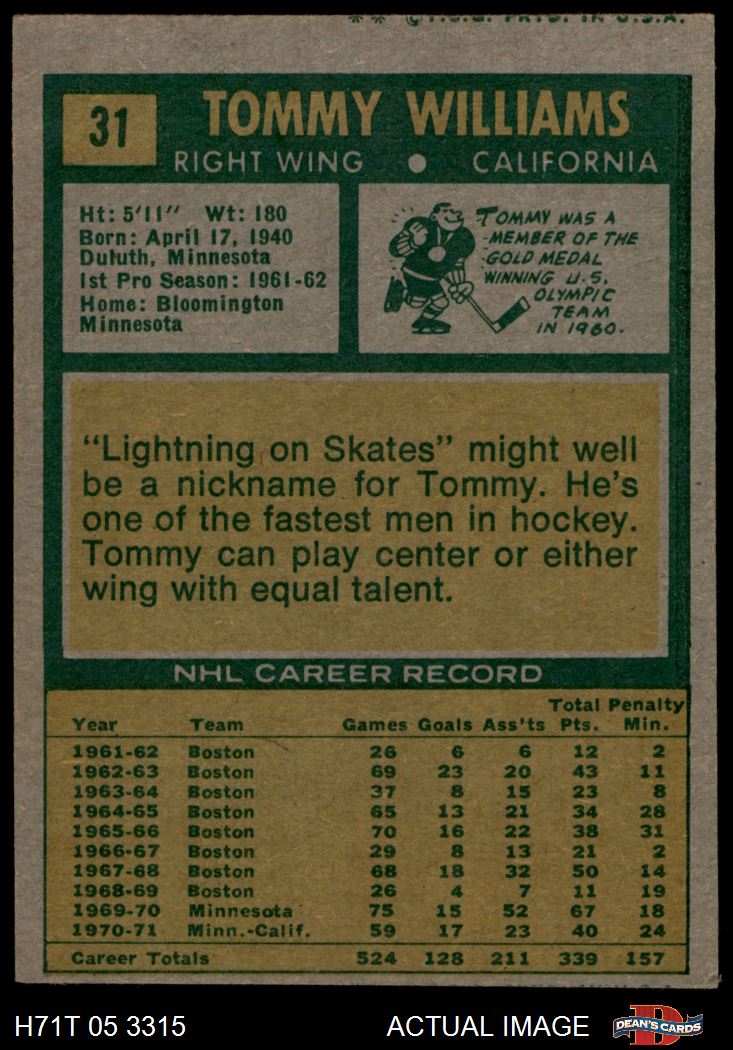 ** © T.C.G. PRTD. IN U.S.A.
31
TOMMY WILLIAMS
RIGHT WING • CALIFORNIA
Ht: 5'11" Wt: 180
Born: April 17, 1940
Duluth, Minnesota
1st Pro Season: 1961-62
Home: Bloomington
Minnesota
TOMMY WAS A
MEMBER OF THE
GOLD MEDAL
WINNING U.S.
OLYMPIC
TEAM
IN 1960.
"Lightning on Skates" might well
be a nickname for Tommy. He's
one of the fastest men in hockey.
Tommy can play center or either
wing with equal talent.
NHL CAREER RECORD
Total Penalty
Year Team Games Goals Ass'ts Pts. Min.
1961-62 Boston 26 6 6 12 2
1962-63 Boston 69 23 20 43 11
1963-64 Boston 37 8 15 23 8
1964-65 Boston 65 13 21 34 28
1965-66 Boston 70 16 22 38 31
1966-67 Boston 29 8 13 21 2
1967-68 Boston 68 18 32 50 14
1968-69 Boston 26 4 7 11 19
1969-70 Minnesota 75 15 52 67 18
1970-71 Minn.-Calif. 59 17 23 40 24
Career Totals 524 128 211 339 157
H71T 05 3315 ACTUAL IMAGE
D DEAN'S CARDS